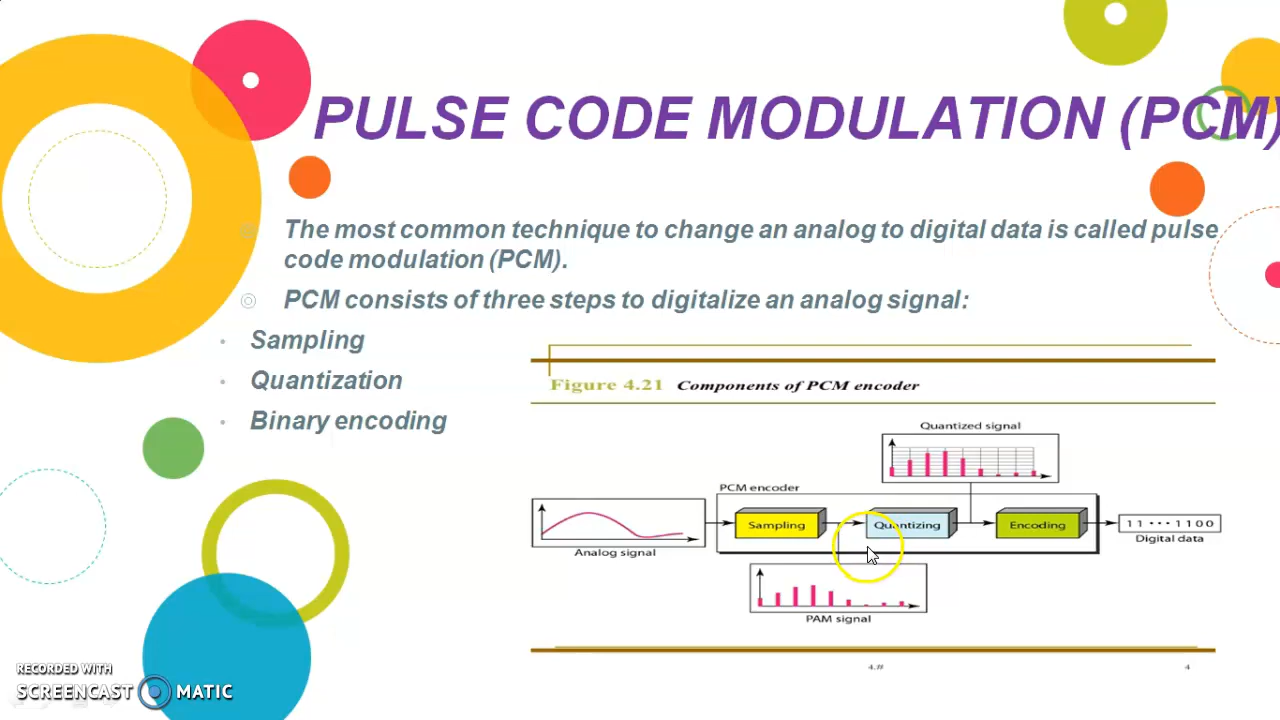 PULSE CODE MODULATION (PCM)
The most common technique to change an analog to digital data is called pulse
code modulation (PCM).
PCM consists of three steps to digitalize an analog signal:
Sampling
Quantization
Binary encoding
Figure 4.21 Components of PCM encoder
Quantized signal
PCM encoder
Sampling
Quantizing
Encoding
11 ··· 1100
Digital data
Analog signal
PAM signal
4.#
4
RECORDED WITH
SCREENCAST MATIC